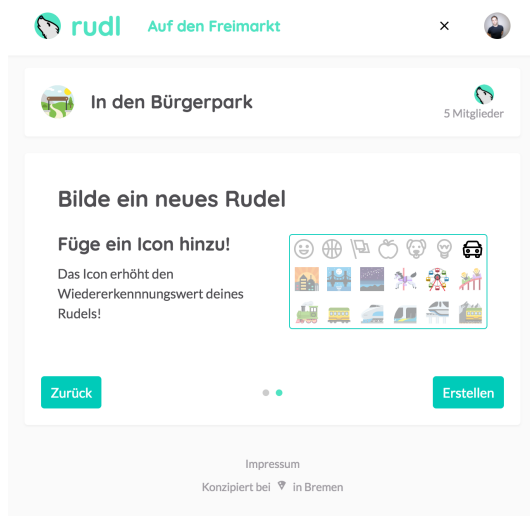 rudl Auf den Freimarkt
In den Bürgerpark
5 Mitglieder
Bilde ein neues Rudel
Füge ein Icon hinzu!
Das Icon erhöht den
Wiedererkennnungswert deines
Rudels!
Zurück
Erstellen
Impressum
Konzipiert bei in Bremen